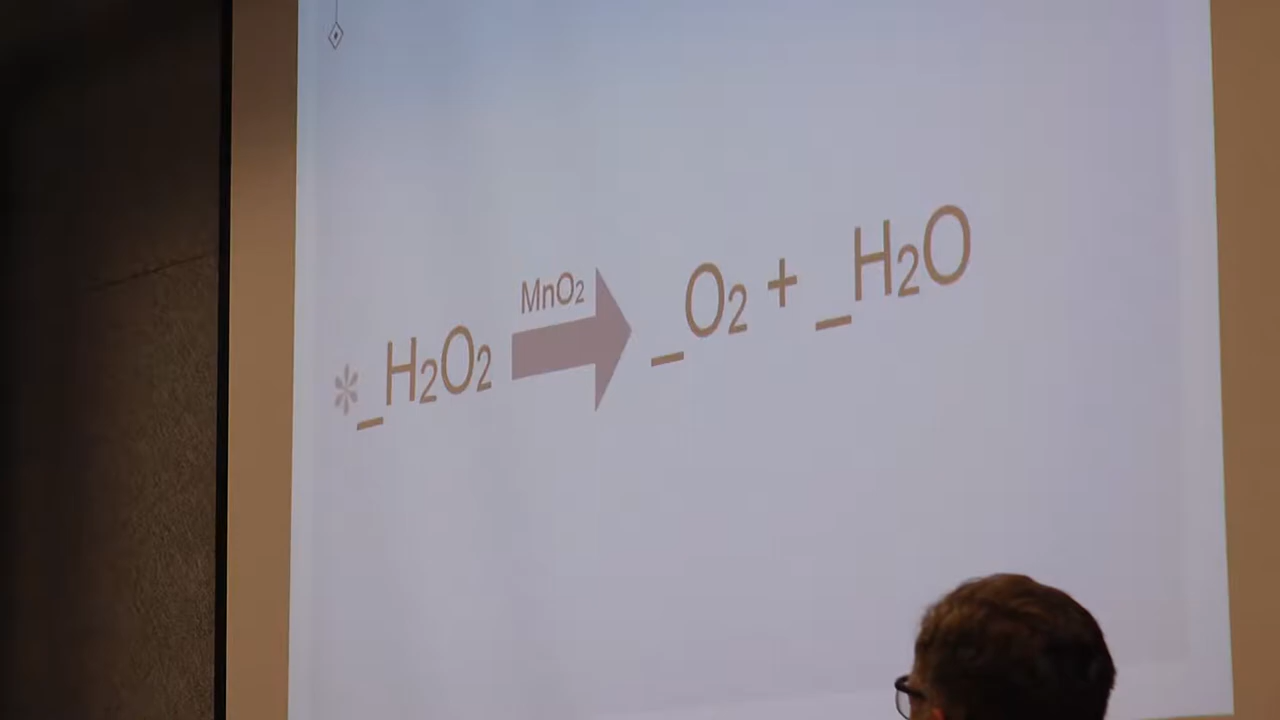 *_H₂O₂ MnO₂ _O₂ + _H₂O